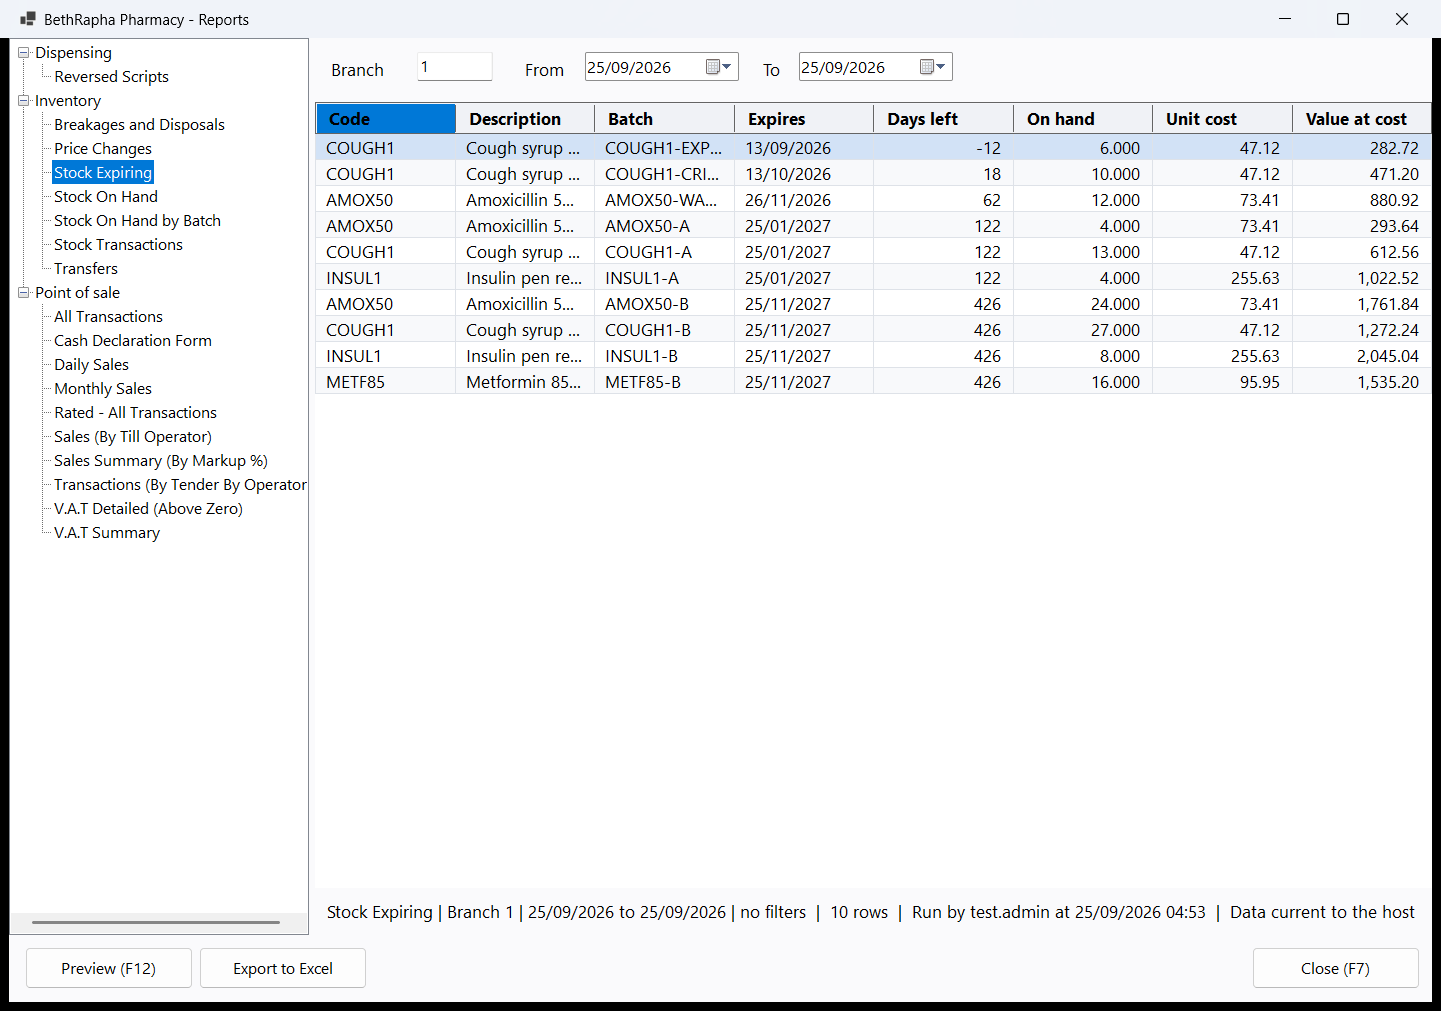 BethRapha Pharmacy - Reports
Dispensing
Reversed Scripts
Inventory
Breakages and Disposals
Price Changes
Stock Expiring
Stock On Hand
Stock On Hand by Batch
Stock Transactions
Transfers
Point of sale
All Transactions
Cash Declaration Form
Daily Sales
Monthly Sales
Rated - All Transactions
Sales (By Till Operator)
Sales Summary (By Markup %)
Transactions (By Tender By Operator
V.A.T Detailed (Above Zero)
V.A.T Summary
Branch 1 From 25/09/2026 To 25/09/2026
Code Description Batch Expires Days left On hand Unit cost Value at cost
COUGH1 Cough syrup ... COUGH1-EXP... 13/09/2026 -12 6.000 47.12 282.72
COUGH1 Cough syrup ... COUGH1-CRI... 13/10/2026 18 10.000 47.12 471.20
AMOX50 Amoxicillin 5... AMOX50-WA... 26/11/2026 62 12.000 73.41 880.92
AMOX50 Amoxicillin 5... AMOX50-A 25/01/2027 122 4.000 73.41 293.64
COUGH1 Cough syrup ... COUGH1-A 25/01/2027 122 13.000 47.12 612.56
INSUL1 Insulin pen re... INSUL1-A 25/01/2027 122 4.000 255.63 1,022.52
AMOX50 Amoxicillin 5... AMOX50-B 25/11/2027 426 24.000 73.41 1,761.84
COUGH1 Cough syrup ... COUGH1-B 25/11/2027 426 27.000 47.12 1,272.24
INSUL1 Insulin pen re... INSUL1-B 25/11/2027 426 8.000 255.63 2,045.04
METF85 Metformin 85... METF85-B 25/11/2027 426 16.000 95.95 1,535.20
Stock Expiring | Branch 1 | 25/09/2026 to 25/09/2026 | no filters | 10 rows | Run by test.admin at 25/09/2026 04:53 | Data current to the host
Preview (F12) Export to Excel Close (F7)